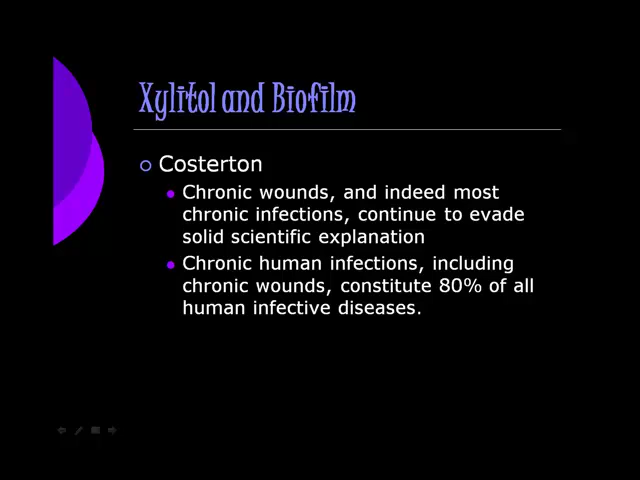 Xylitol and Biofilm
Costerton
Chronic wounds, and indeed most
chronic infections, continue to evade
solid scientific explanation
Chronic human infections, including
chronic wounds, constitute 80% of all
human infective diseases.